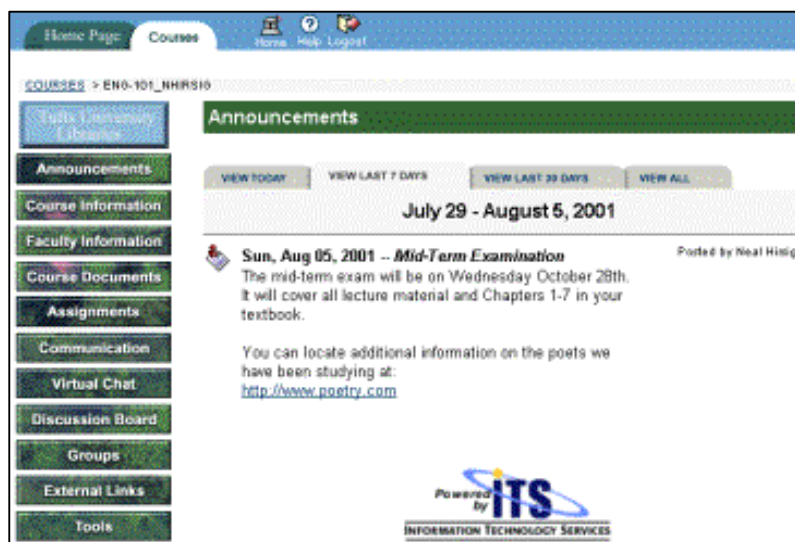 Home Page
Courses
Home Help Logout
COURSES > ENG-101_NHIRSIG
Tufts University
Libraries
Announcements
Announcements
Course Information
Faculty Information
Course Documents
Assignments
Communication
Virtual Chat
Discussion Board
Groups
External Links
Tools
VIEW TODAY
VIEW LAST 7 DAYS
VIEW LAST 30 DAYS
VIEW ALL
July 29 - August 5, 2001
Sun, Aug 05, 2001 -- Mid-Term Examination
Posted by Neal Hirsig
The mid-term exam will be on Wednesday October 28th.
It will cover all lecture material and Chapters 1-7 in your
textbook.
You can locate additional information on the poets we
have been studying at:
http://www.poetry.com
Powered
by ITS
INFORMATION TECHNOLOGY SERVICES